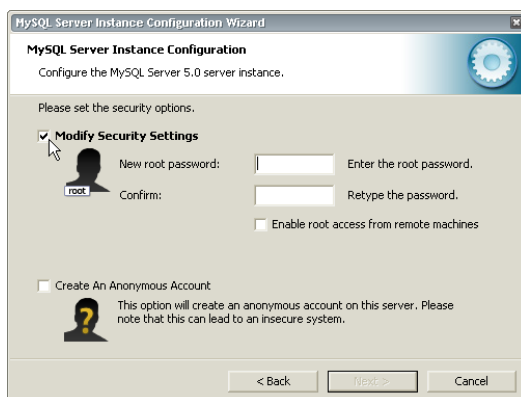 MySQL Server Instance Configuration Wizard
MySQL Server Instance Configuration
Configure the MySQL Server 5.0 server instance.
Please set the security options.
Modify Security Settings
root
New root password:
Enter the root password.
Confirm:
Retype the password.
Enable root access from remote machines
Create An Anonymous Account
This option will create an anonymous account on this server. Please
note that this can lead to an insecure system.
< Back
Next >
Cancel